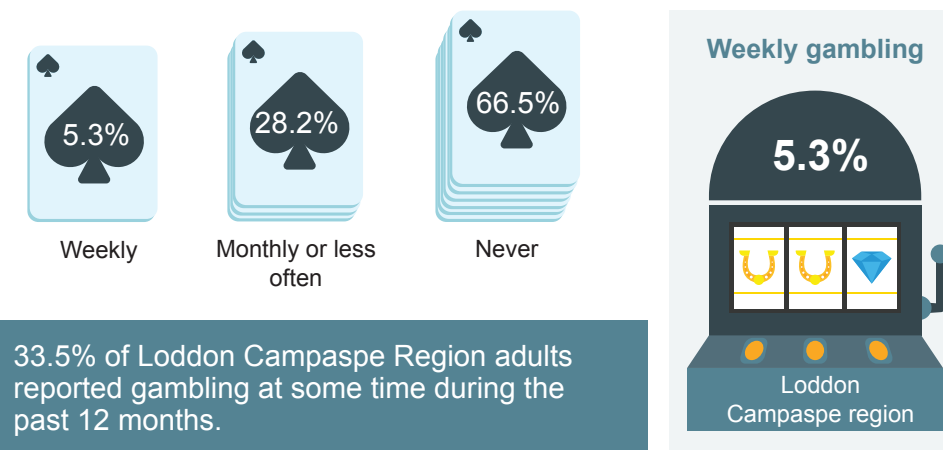 5.3%
28.2%
66.5%
Weekly
Monthly or less
often
Never
33.5% of Loddon Campaspe Region adults
reported gambling at some time during the
past 12 months.
Weekly gambling
5.3%
Loddon
Campaspe region